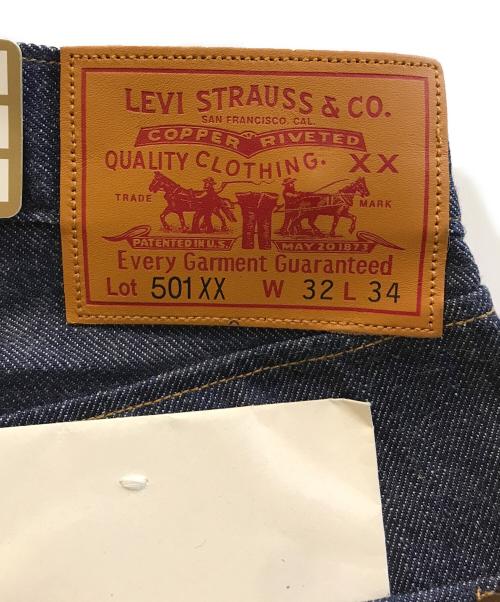 LEVI STRAUSS & CO.
SAN FRANCISCO, CAL.
COPPER RIVETED
QUALITY CLOTHING. XX
TRADE MARK
PATENTED IN U.S. MAY 20 1873
Every Garment Guaranteed
Lot 501XX W 32 L 34